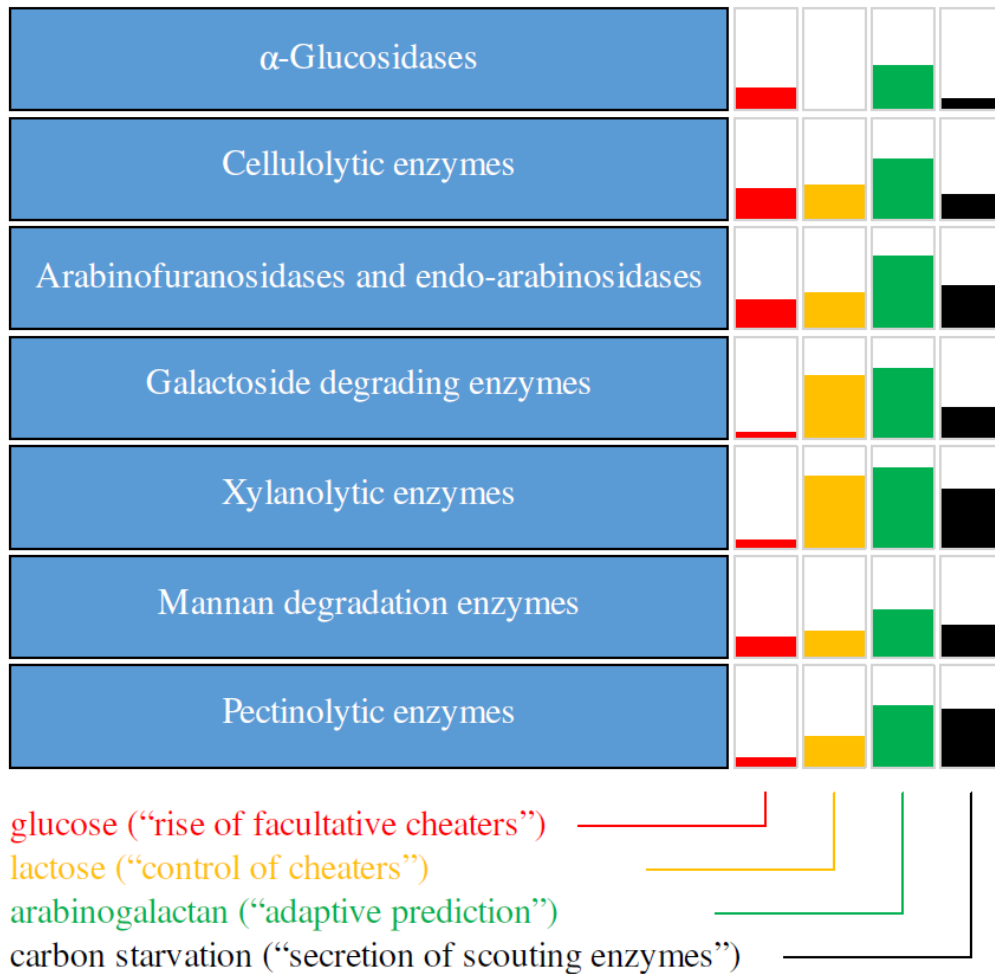 α-Glucosidases
Cellulolytic enzymes
Arabinofuranosidases and endo-arabinosidases
Galactoside degrading enzymes
Xylanolytic enzymes
Mannan degradation enzymes
Pectinolytic enzymes
glucose (“rise of facultative cheaters”)
lactose (“control of cheaters”)
arabinogalactan (“adaptive prediction”)
carbon starvation (“secretion of scouting enzymes”)